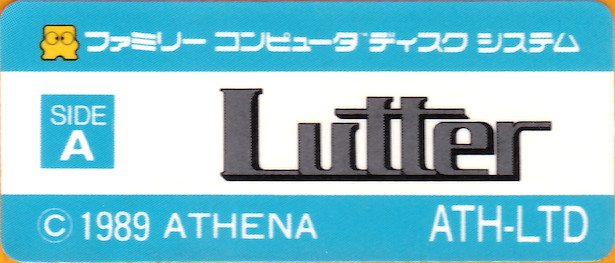 ファミリー コンピュータ ディスク システム
SIDE
A
Lutter
© 1989 ATHENA
ATH-LTD